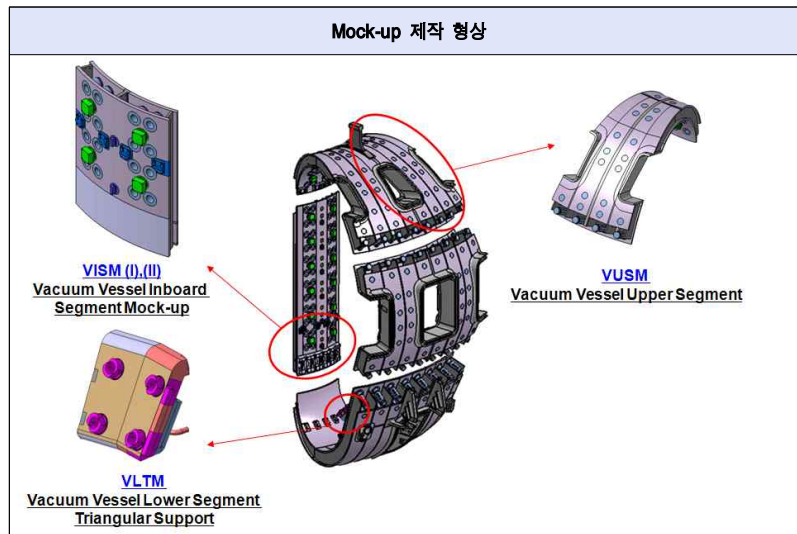 Mock-up 제작 형상
VISM (I),(II)
Vacuum Vessel Inboard
Segment Mock-up
VUSM
Vacuum Vessel Upper Segment
VLTM
Vacuum Vessel Lower Segment
Triangular Support